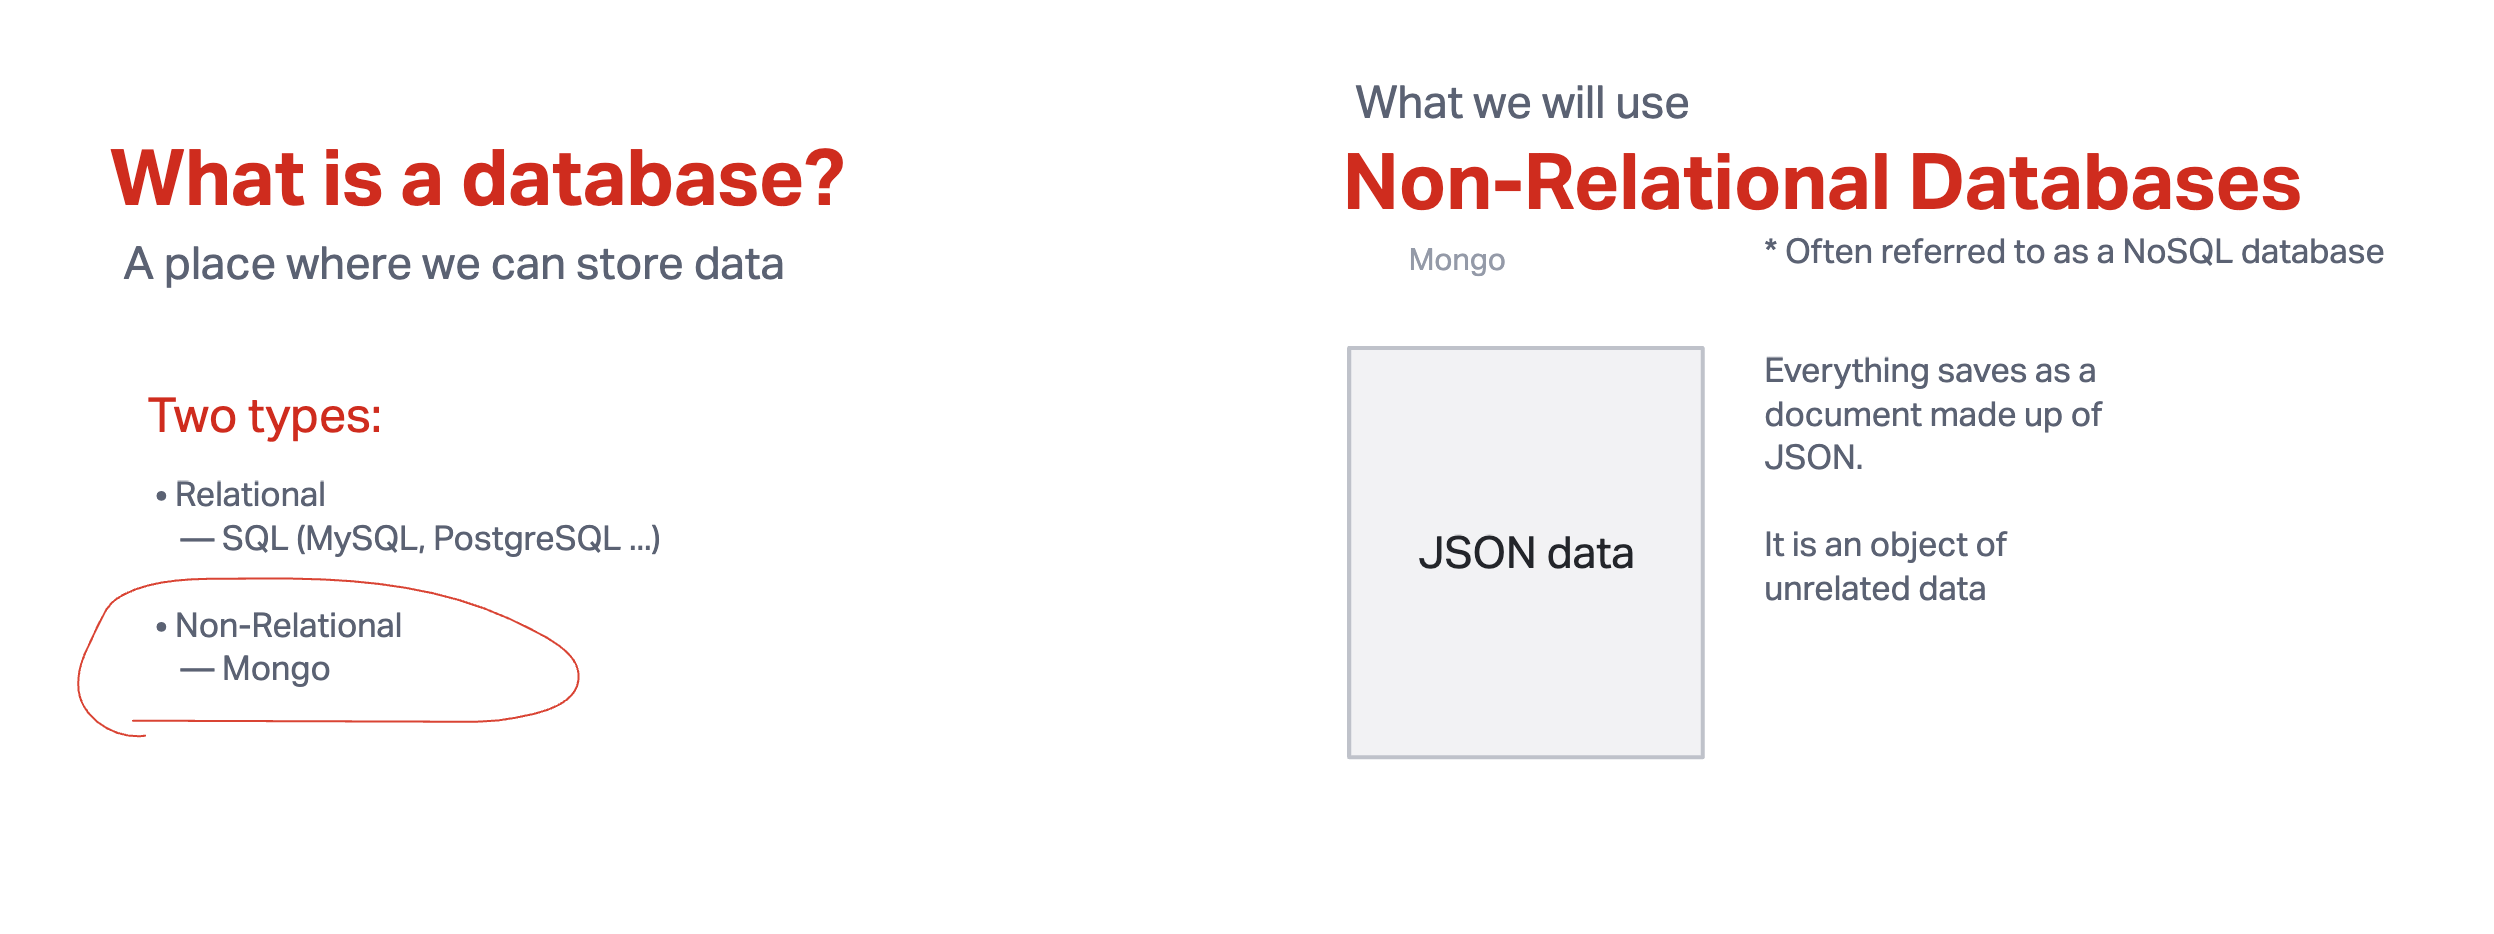 What is a database?
A place where we can store data
Two types:
• Relational
— SQL (MySQL, PostgreSQL ...)
• Non-Relational
— Mongo
What we will use
Non-Relational Databases
Mongo
* Often referred to as a NoSQL database
JSON data
Everything saves as a
document made up of
JSON.
It is an object of
unrelated data